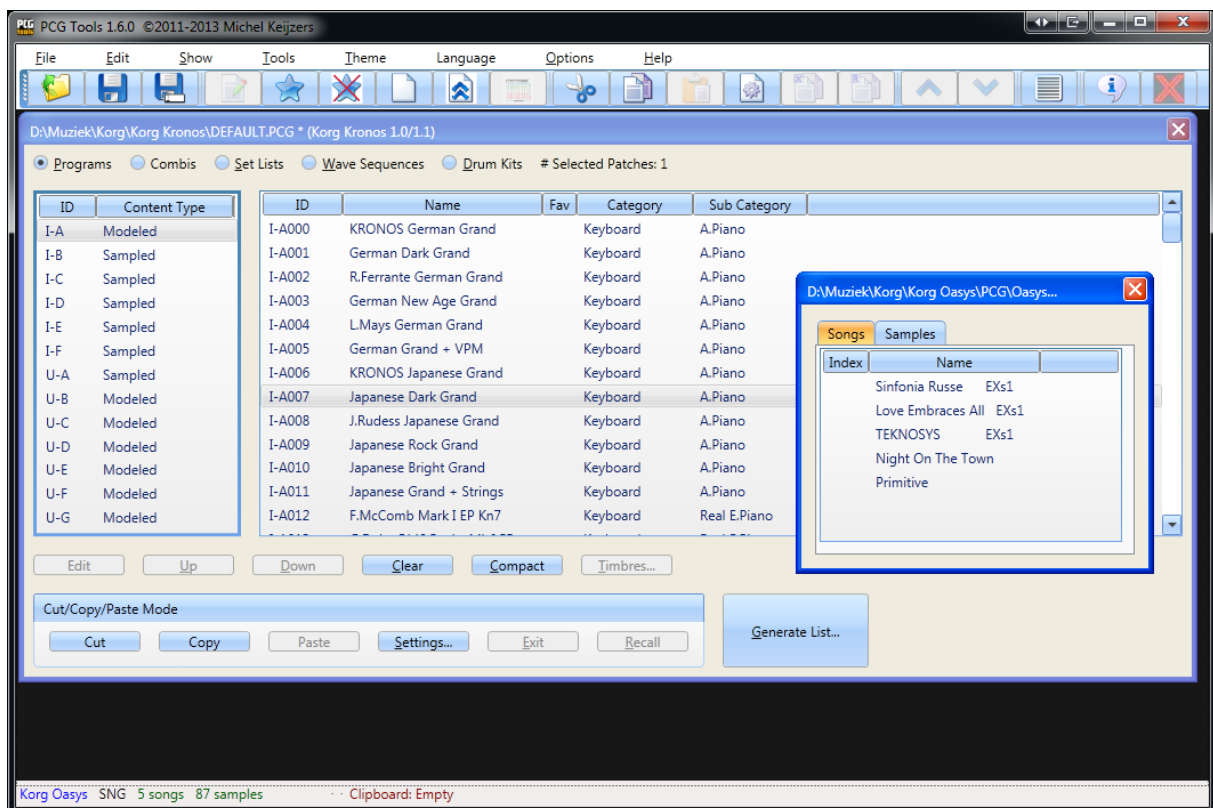 PCG Tools 1.6.0 ©2011-2013 Michel Keijzers
File Edit Show Tools Theme Language Options Help
D:\Muziek\Korg\Korg Kronos\DEFAULT.PCG * (Korg Kronos 1.0/1.1)
Programs Combis Set Lists Wave Sequences Drum Kits # Selected Patches: 1
ID Content Type
I-A Modeled
I-B Sampled
I-C Sampled
I-D Sampled
I-E Sampled
I-F Sampled
U-A Sampled
U-B Modeled
U-C Modeled
U-D Modeled
U-E Modeled
U-F Modeled
U-G Modeled
ID Name Fav Category Sub Category
I-A000 KRONOS German Grand Keyboard A.Piano
I-A001 German Dark Grand Keyboard A.Piano
I-A002 R.Ferrante German Grand Keyboard A.Piano
I-A003 German New Age Grand Keyboard A.Piano
I-A004 L.Mays German Grand Keyboard A.Piano
I-A005 German Grand + VPM Keyboard A.Piano
I-A006 KRONOS Japanese Grand Keyboard A.Piano
I-A007 Japanese Dark Grand Keyboard A.Piano
I-A008 J.Rudess Japanese Grand Keyboard A.Piano
I-A009 Japanese Rock Grand Keyboard A.Piano
I-A010 Japanese Bright Grand Keyboard A.Piano
I-A011 Japanese Grand + Strings Keyboard A.Piano
I-A012 F.McComb Mark I EP Kn7 Keyboard Real E.Piano
D:\Muziek\Korg\Korg Oasys\PCG\Oasys...
Songs Samples
Index Name
Sinfonia Russe EXs1
Love Embraces All EXs1
TEKNOSYS EXs1
Night On The Town
Primitive
Edit Up Down Clear Compact Timbres...
Cut/Copy/Paste Mode
Cut Copy Paste Settings... Exit Recall
Generate List...
Korg Oasys SNG 5 songs 87 samples - - Clipboard: Empty